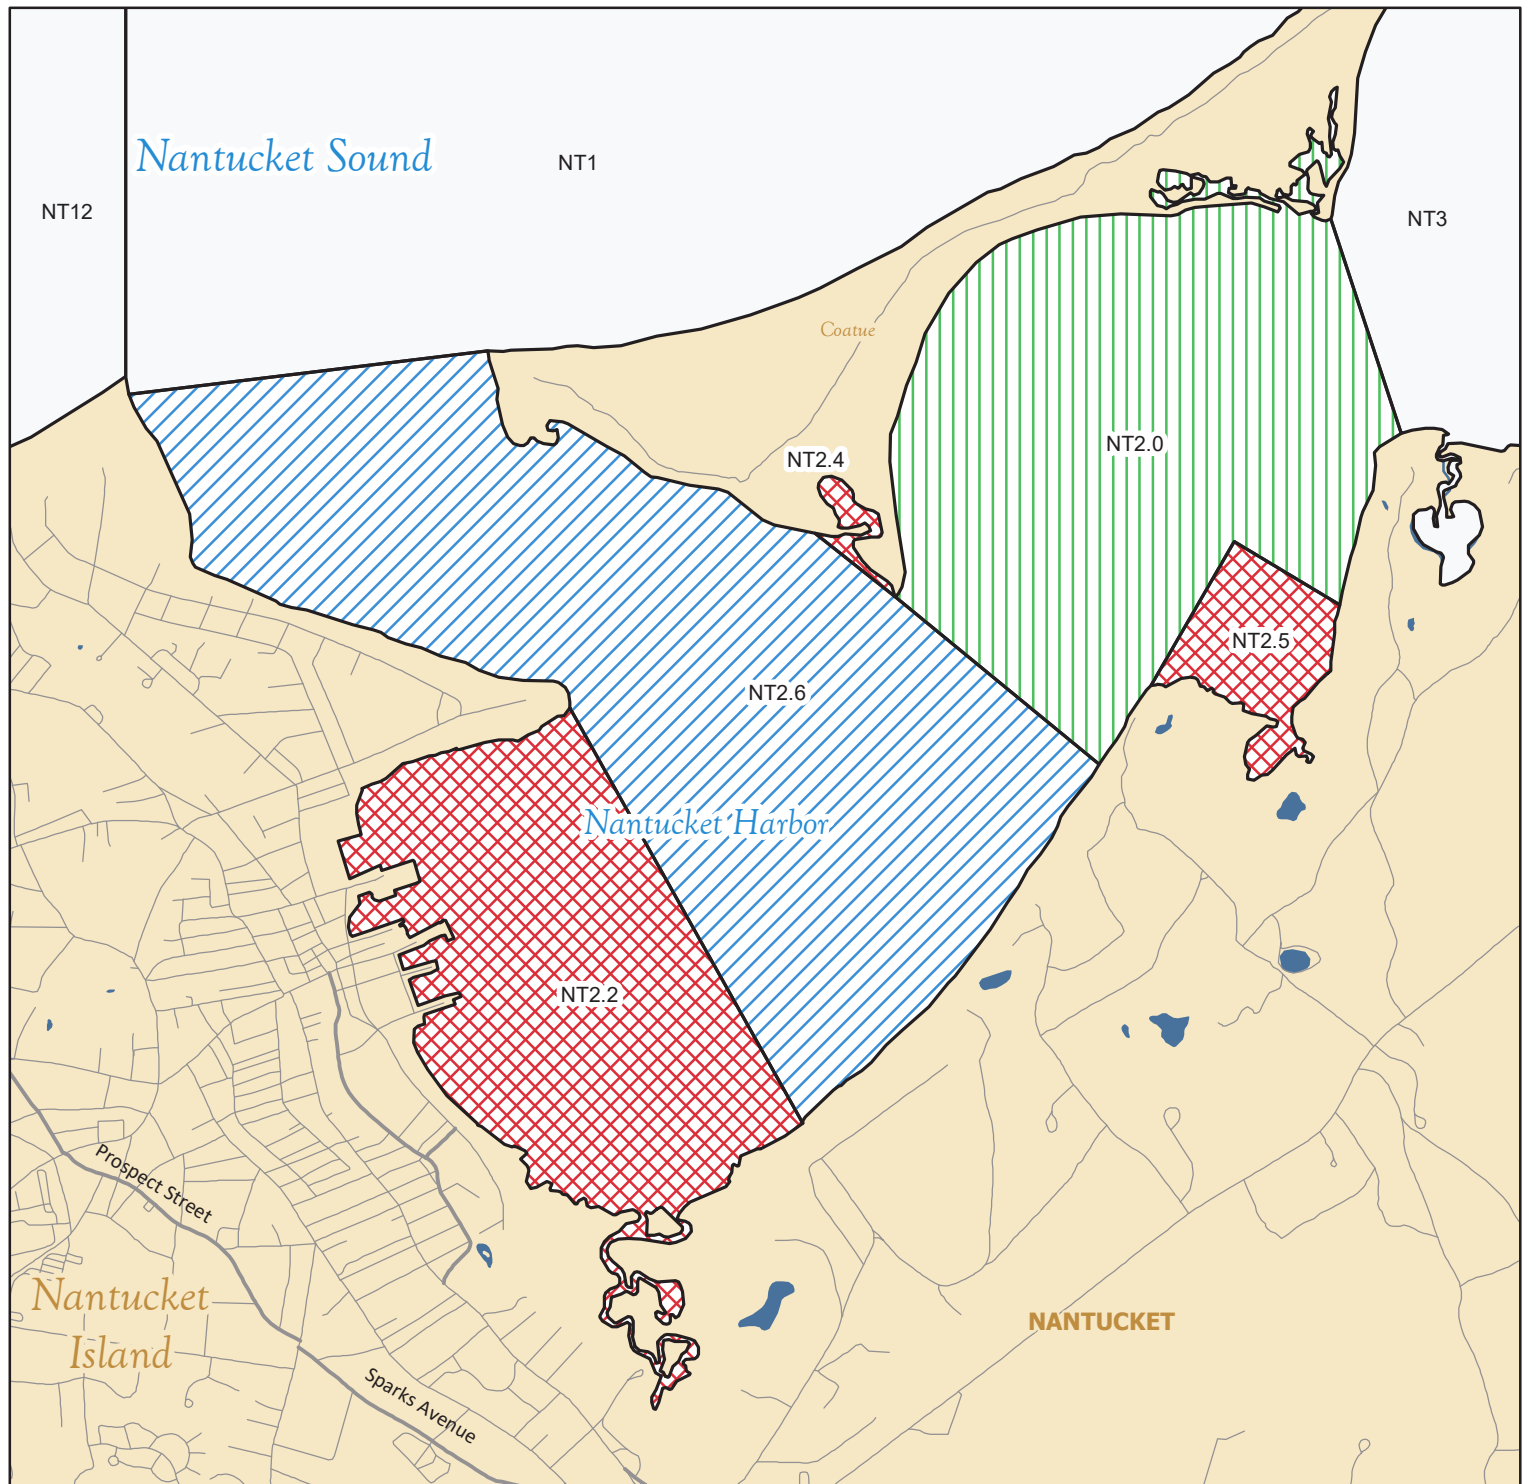 Nantucket Sound
NT1
NT12
NT3
Coatue
NT2.4
NT2.0
NT2.5
NT2.6
Nantucket Harbor
NT2.2
Prospect Street
Nantucket
Island
NANTUCKET
Sparks Avenue